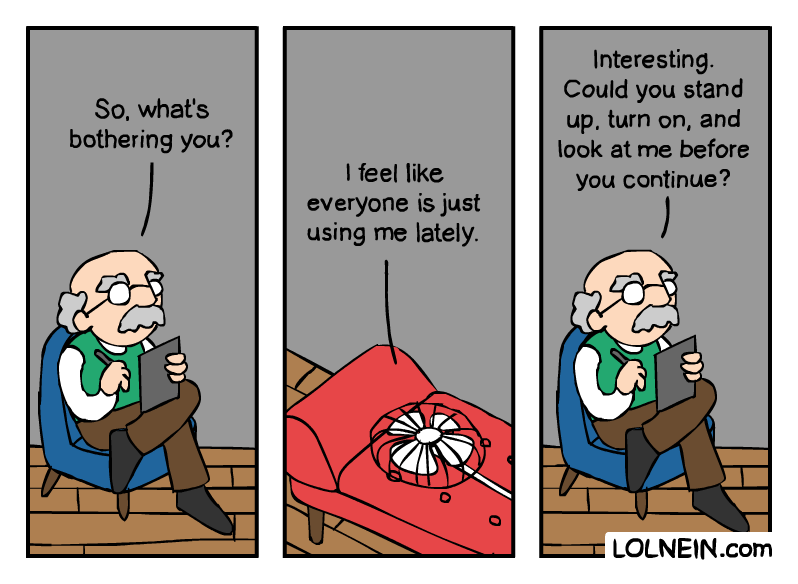 So, what's
bothering you?
I feel like
everyone is just
using me lately.
Interesting.
Could you stand
up, turn on, and
look at me before
you continue?
LOLNEIN.com